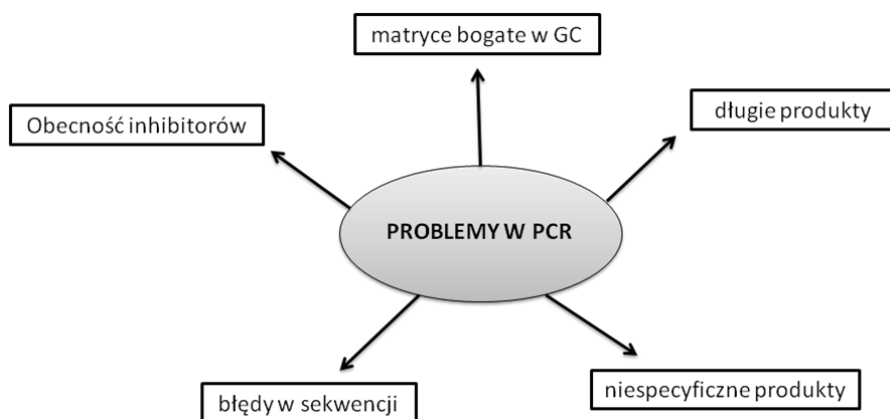 matryce bogate w GC
Obecność inhibitorów
długie produkty
PROBLEMY W PCR
błędy w sekwencji
niespecyficzne produkty